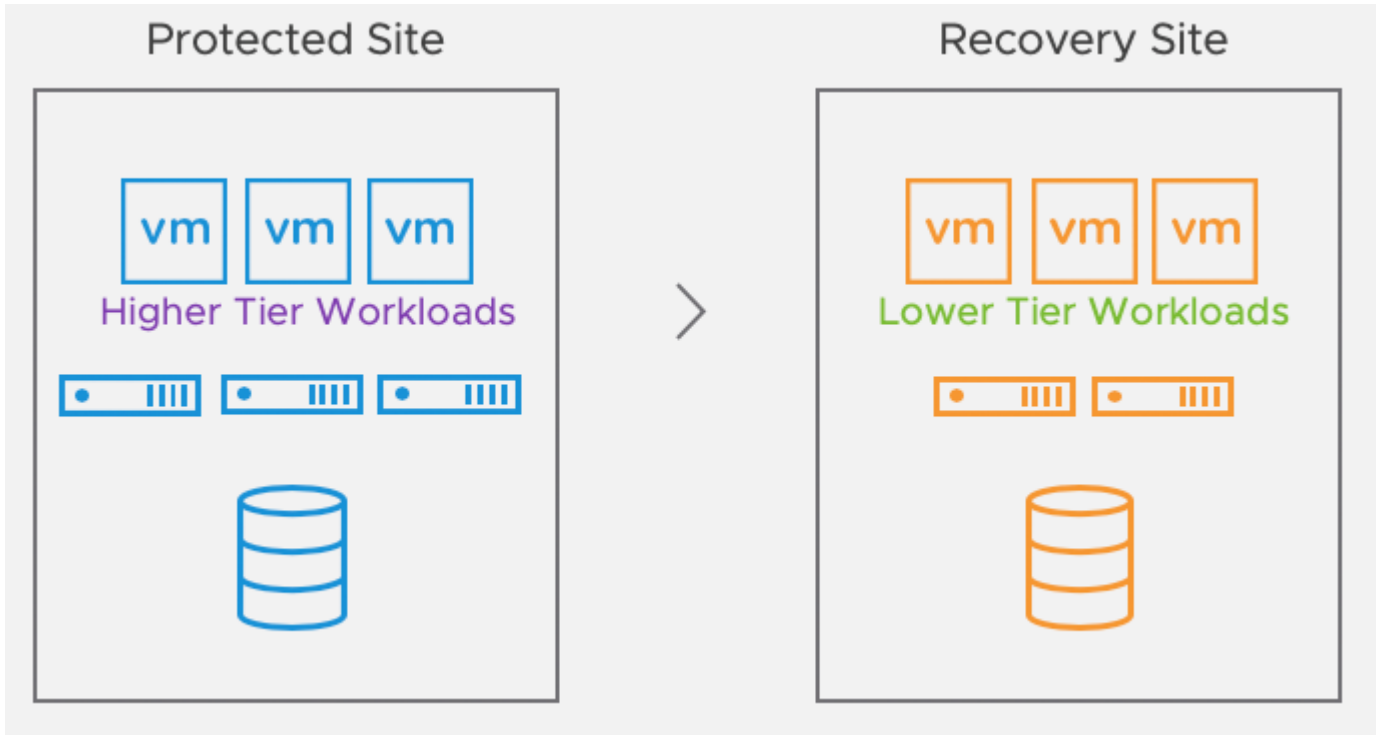 Protected Site
Recovery Site
vm vm vm
Higher Tier Workloads
vm vm vm
Lower Tier Workloads